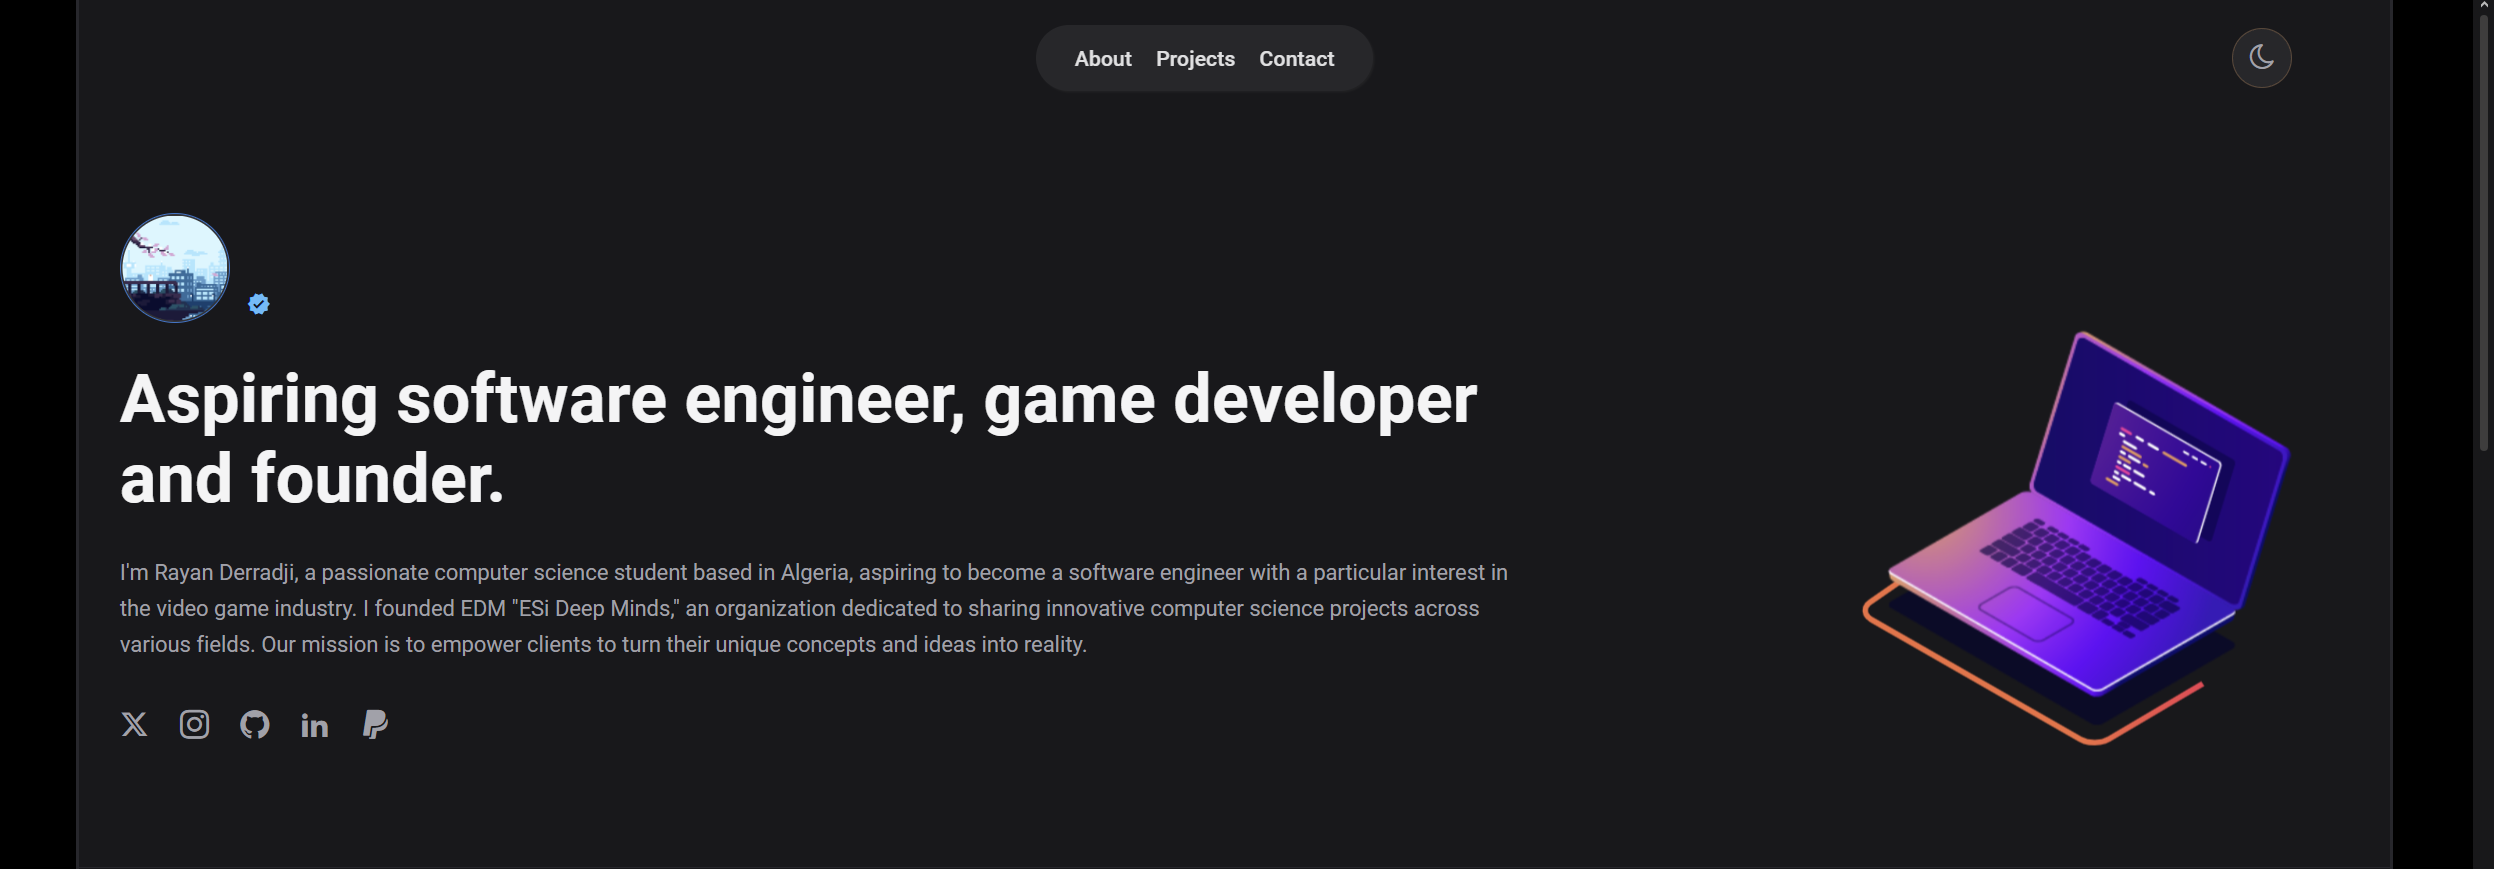 About Projects Contact
Aspiring software engineer, game developer
and founder.
I'm Rayan Derradji, a passionate computer science student based in Algeria, aspiring to become a software engineer with a particular interest in
the video game industry. I founded EDM "ESi Deep Minds," an organization dedicated to sharing innovative computer science projects across
various fields. Our mission is to empower clients to turn their unique concepts and ideas into reality.